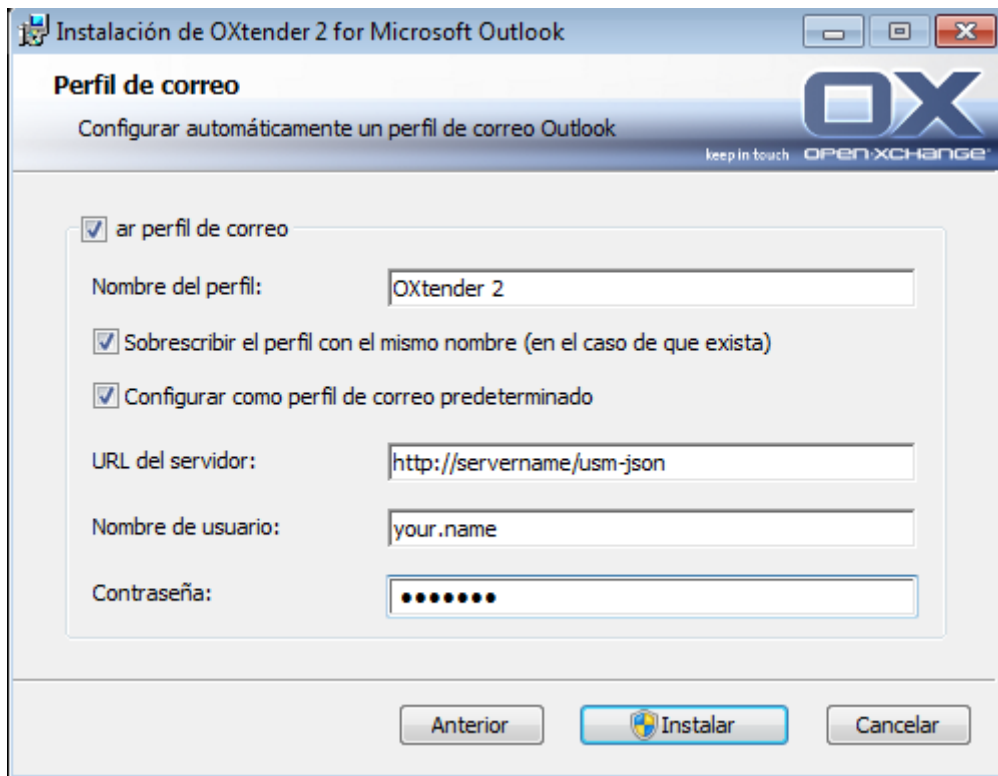 Instalación de OXtender 2 for Microsoft Outlook
Perfil de correo
Configurar automáticamente un perfil de correo Outlook
OX
keep in touch OPEN-XCHANGE
ar perfil de correo
Nombre del perfil: OXtender 2
Sobrescribir el perfil con el mismo nombre (en el caso de que exista)
Configurar como perfil de correo predeterminado
URL del servidor: http://servername/usm-json
Nombre de usuario: your.name
Contraseña: •••••••
Anterior Instalar Cancelar